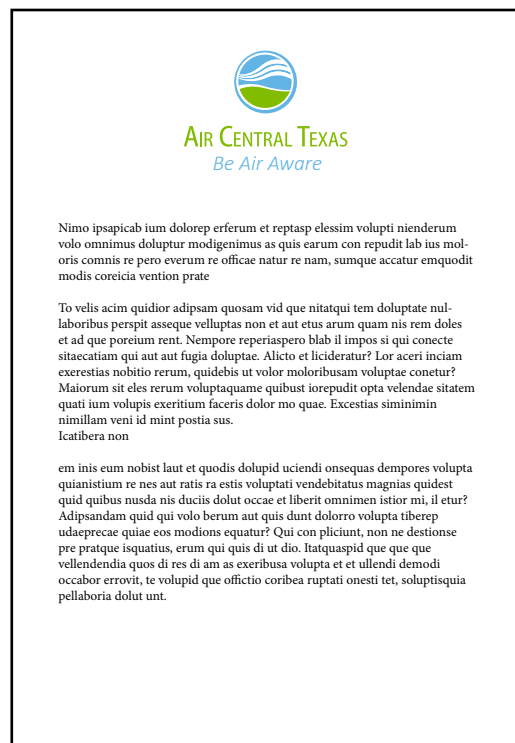 AIR CENTRAL TEXAS
Be Air Aware
Nimo ipsapicab ium dolorep erferum et reptasp elessim volupti nienderum
volo omnimus doluptur modigenimus as quis earum con repudit lab ius mol-
oris comnis re pero everum re officae natur re nam, sumque accatur emquodit
modis coreicia vention prate
To velis acim quidior adipsam quosam vid que nitatqui tem doluptate nul-
laboribus perspit asseque velluptas non et aut etus arum quam nis rem doles
et ad que poreium rent. Nempore reperiaspero blab il impos si qui conecte
sitaecatiam qui aut aut fugia doluptae. Alicto et licideratur? Lor aceri inciam
exerestias nobitio rerum, quidebis ut volor moloribusam voluptae conetur?
Maiorum sit eles rerum voluptaquame quibust iorepudit opta velendae sitatem
quati ium volupis exeritium faceris dolor mo quae. Excestias siminimin
nimillam veni id mint postia sus.
Icatibera non
em inis eum nobist laut et quodis dolupid uciendi onsequas dempores volupta
quianistium re nes aut ratis ra estis voluptati vendebitatus magnias quidest
quid quibus nusda nis duciis dolut occae et liberit omnimen istior mi, il etur?
Adipsandam quid qui volo berum aut quis dunt dolorro volupta tiberep
udaeprecae quiae eos modions equatur? Qui con pliciunt, non ne destionse
pre pratque isquatius, erum qui quis di ut dio. Itatquaspid que que que
vellendendia quos di res di am as exeribusa volupta et et ullendi demodi
occabor errovit, te volupid que offictio coribea ruptati onesti tet, soluptisquia
pellaboria dolut unt.